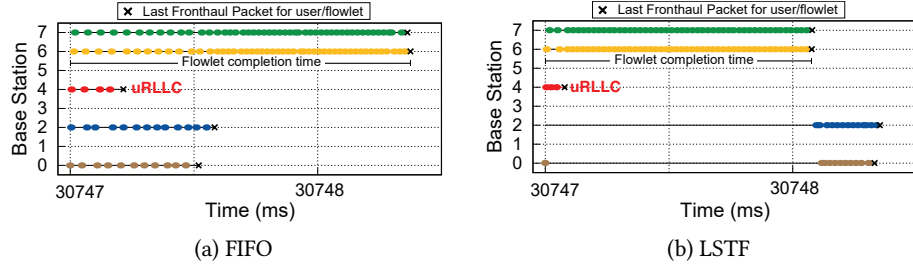 × Last Fronthaul Packet for user/flowlet
Base Station
7
6
5
4
3
2
1
0
Flowlet completion time
uRLLC
30747
30748
Time (ms)
(a) FIFO
× Last Fronthaul Packet for user/flowlet
Base Station
7
6
5
4
3
2
1
0
Flowlet completion time
uRLLC
30747
30748
Time (ms)
(b) LSTF